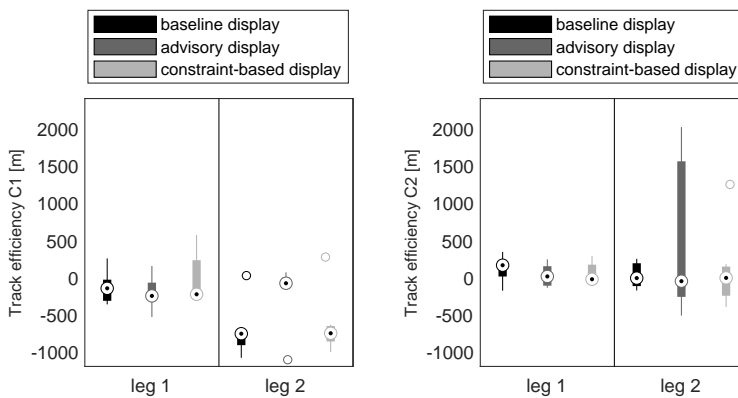 baseline display
advisory display
constraint-based display
Track efficiency C1 [m]
2000
1500
1000
500
0
-500
-1000
leg 1
leg 2
baseline display
advisory display
constraint-based display
Track efficiency C2 [m]
2000
1500
1000
500
0
-500
-1000
leg 1
leg 2